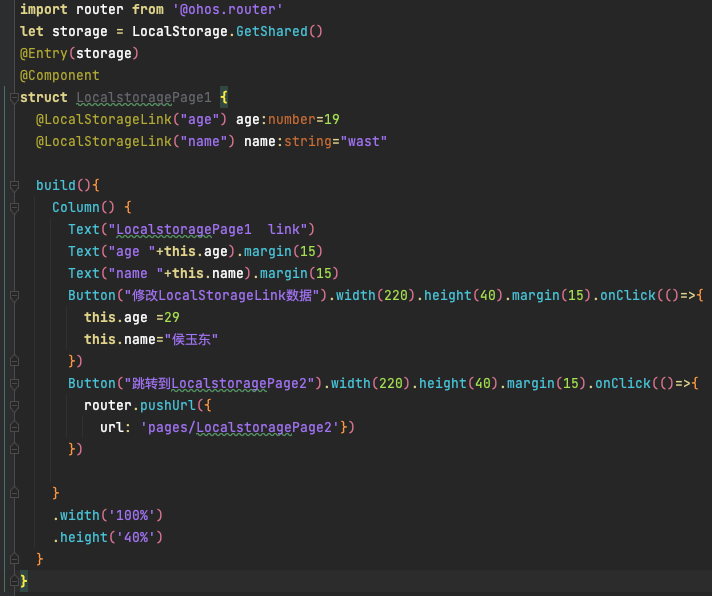 import router from '@ohos.router'
let storage = LocalStorage.GetShared()
@Entry(storage)
@Component
struct LocalstoragePage1 {
  @LocalStorageLink("age") age:number=19
  @LocalStorageLink("name") name:string="wast"
  build(){
    Column() {
      Text("LocalstoragePage1  link")
      Text("age "+this.age).margin(15)
      Text("name "+this.name).margin(15)
      Button("修改LocalStorageLink数据").width(220).height(40).margin(15).onClick(()=>{
        this.age =29
        this.name="侯玉东"
      })
      Button("跳转到LocalstoragePage2").width(220).height(40).margin(15).onClick(()=>{
        router.pushUrl({
          url: 'pages/LocalstoragePage2'})
      })
    }
    .width('100%')
    .height('40%')
  }
}